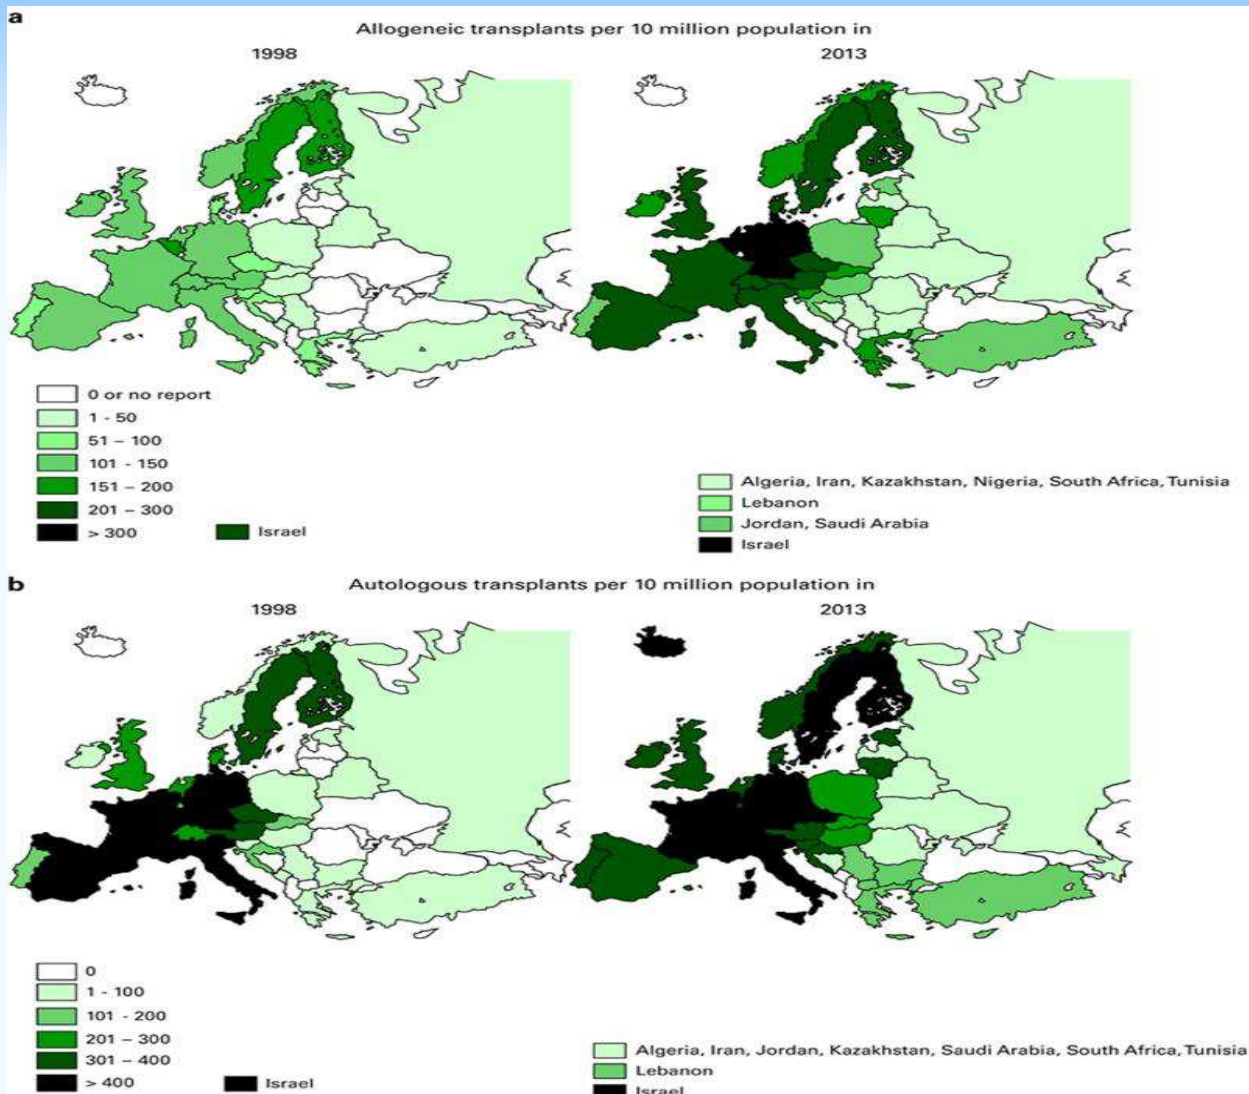 a
Allogeneic transplants per 10 million population in
1998
2013
0 or no report
1 - 50
51 – 100
101 - 150
151 – 200
201 – 300
> 300
Israel
Algeria, Iran, Kazakhstan, Nigeria, South Africa, Tunisia
Lebanon
Jordan, Saudi Arabia
Israel
b
Autologous transplants per 10 million population in
1998
2013
0
1 - 100
101 - 200
201 – 300
301 – 400
> 400
Israel
Algeria, Iran, Jordan, Kazakhstan, Saudi Arabia, South Africa, Tunisia
Lebanon
Israel